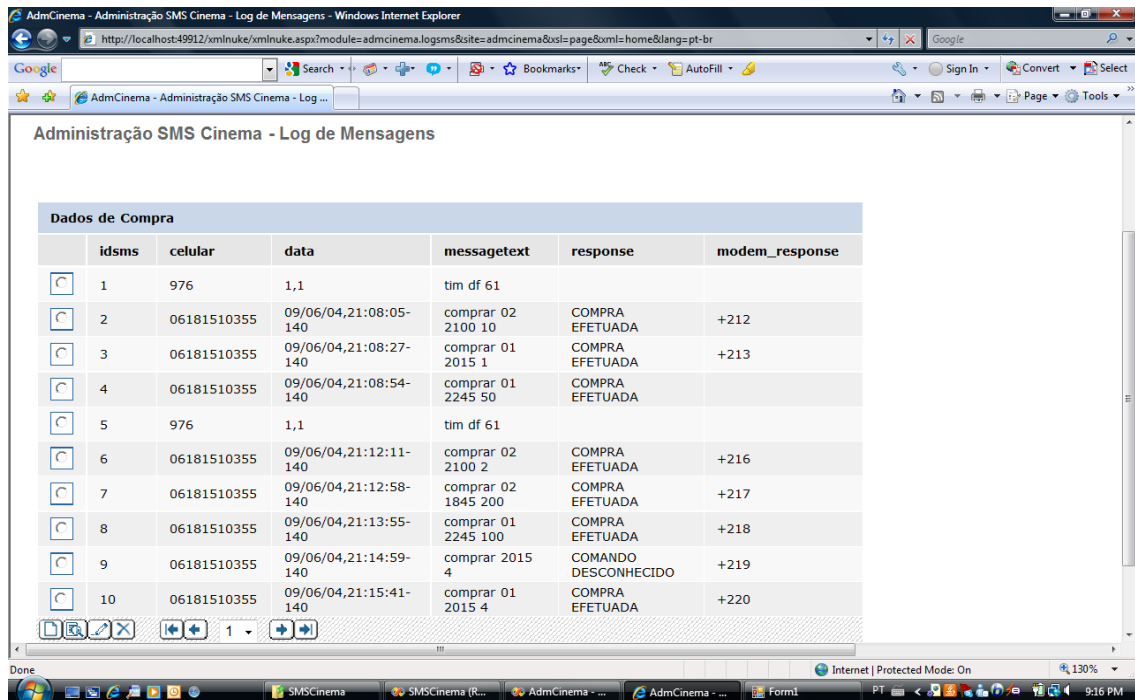 AdmCinema - Administração SMS Cinema - Log de Mensagens - Windows Internet Explorer
http://localhost:49912/xmlnuke/xmlnuke.aspx?module=admcinema.logsms&site=admcinema&xsl=page&xml=home&lang=pt-br
Google
Google Search Bookmarks ABC Check AutoFill Sign In Convert Select
AdmCinema - Administração SMS Cinema - Log ... Page Tools
Administração SMS Cinema - Log de Mensagens
Dados de Compra
idsms celular data messagetext response modem_response
1 976 1,1 tim df 61
2 06181510355 09/06/04,21:08:05-140 comprar 02 2100 10 COMPRA EFETUADA +212
3 06181510355 09/06/04,21:08:27-140 comprar 01 2015 1 COMPRA EFETUADA +213
4 06181510355 09/06/04,21:08:54-140 comprar 01 2245 50 COMPRA EFETUADA
5 976 1,1 tim df 61
6 06181510355 09/06/04,21:12:11-140 comprar 02 2100 2 COMPRA EFETUADA +216
7 06181510355 09/06/04,21:12:58-140 comprar 02 1845 200 COMPRA EFETUADA +217
8 06181510355 09/06/04,21:13:55-140 comprar 01 2245 100 COMPRA EFETUADA +218
9 06181510355 09/06/04,21:14:59-140 comprar 2015 4 COMANDO DESCONHECIDO +219
10 06181510355 09/06/04,21:15:41-140 comprar 01 2015 4 COMPRA EFETUADA +220
1
Done Internet | Protected Mode: On 130%
SMSCinema SMSCinema (R... AdmCinema - ... AdmCinema - ... Form1 PT 9:16 PM